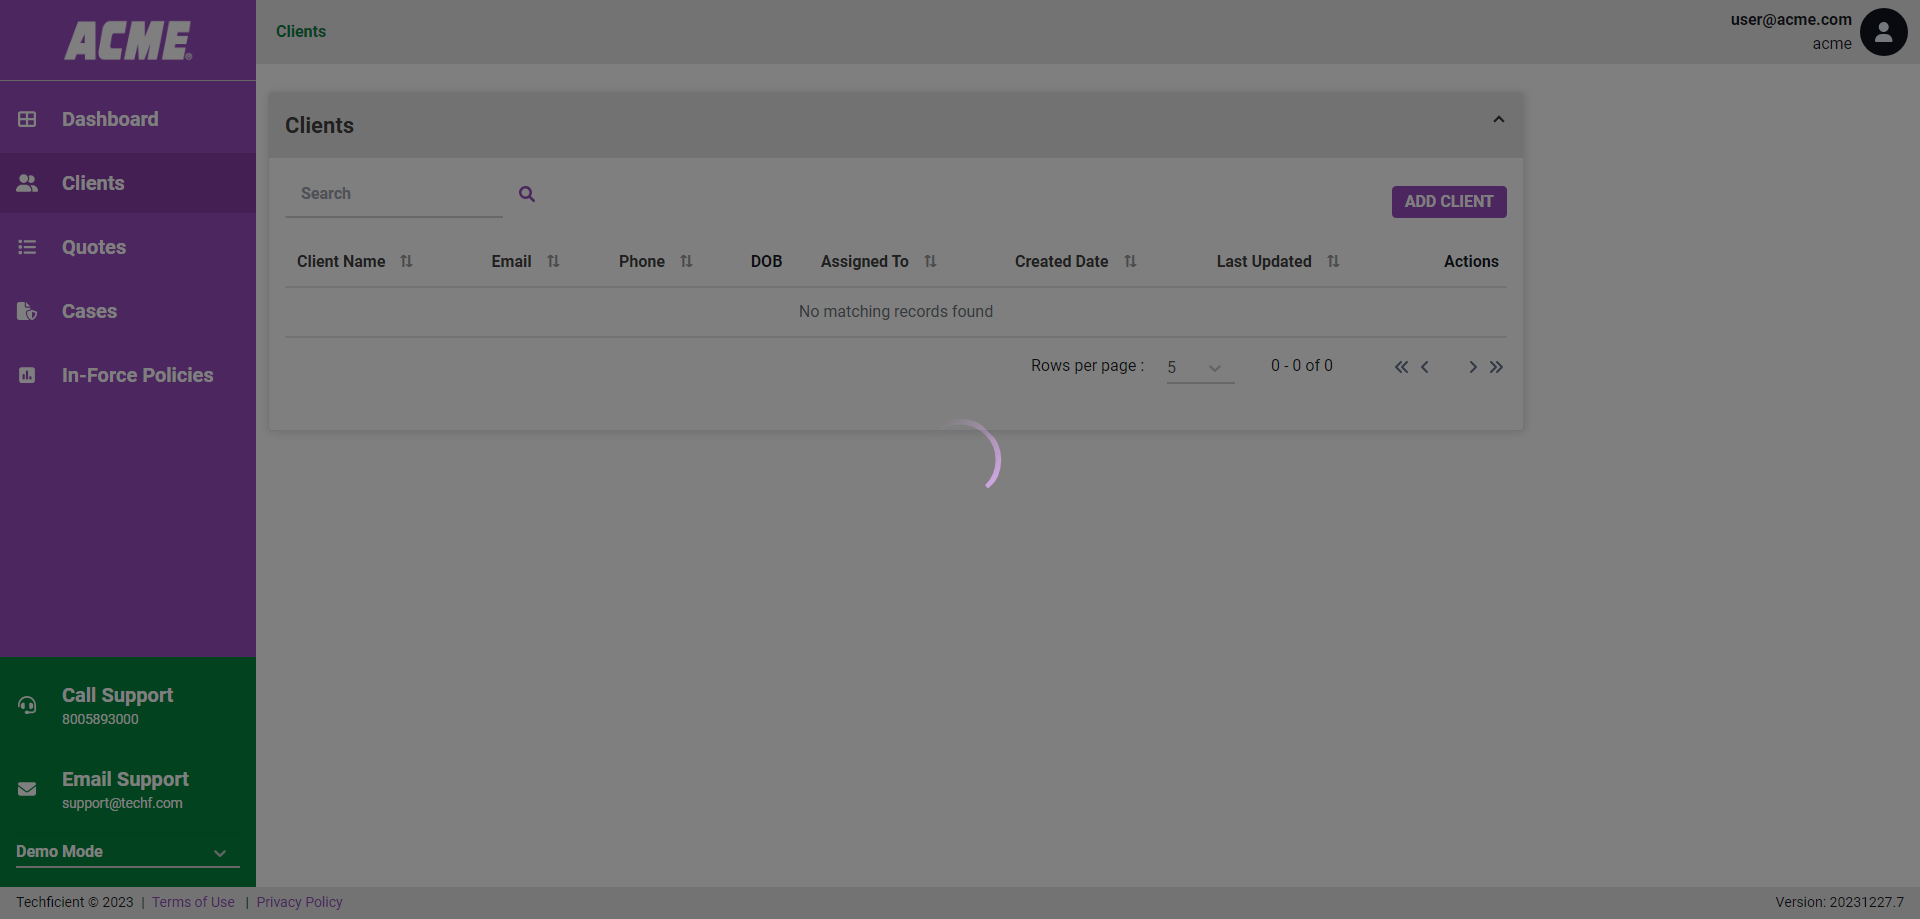 ACME®
Clients
user@acme.com
acme
Dashboard
Clients
Quotes
Cases
In-Force Policies
Clients
Search
ADD CLIENT
Client Name Email Phone DOB Assigned To Created Date Last Updated Actions
No matching records found
Rows per page : 5 0 - 0 of 0
Call Support
8005893000
Email Support
support@techf.com
Demo Mode
Techficient © 2023 | Terms of Use | Privacy Policy
Version: 20231227.7